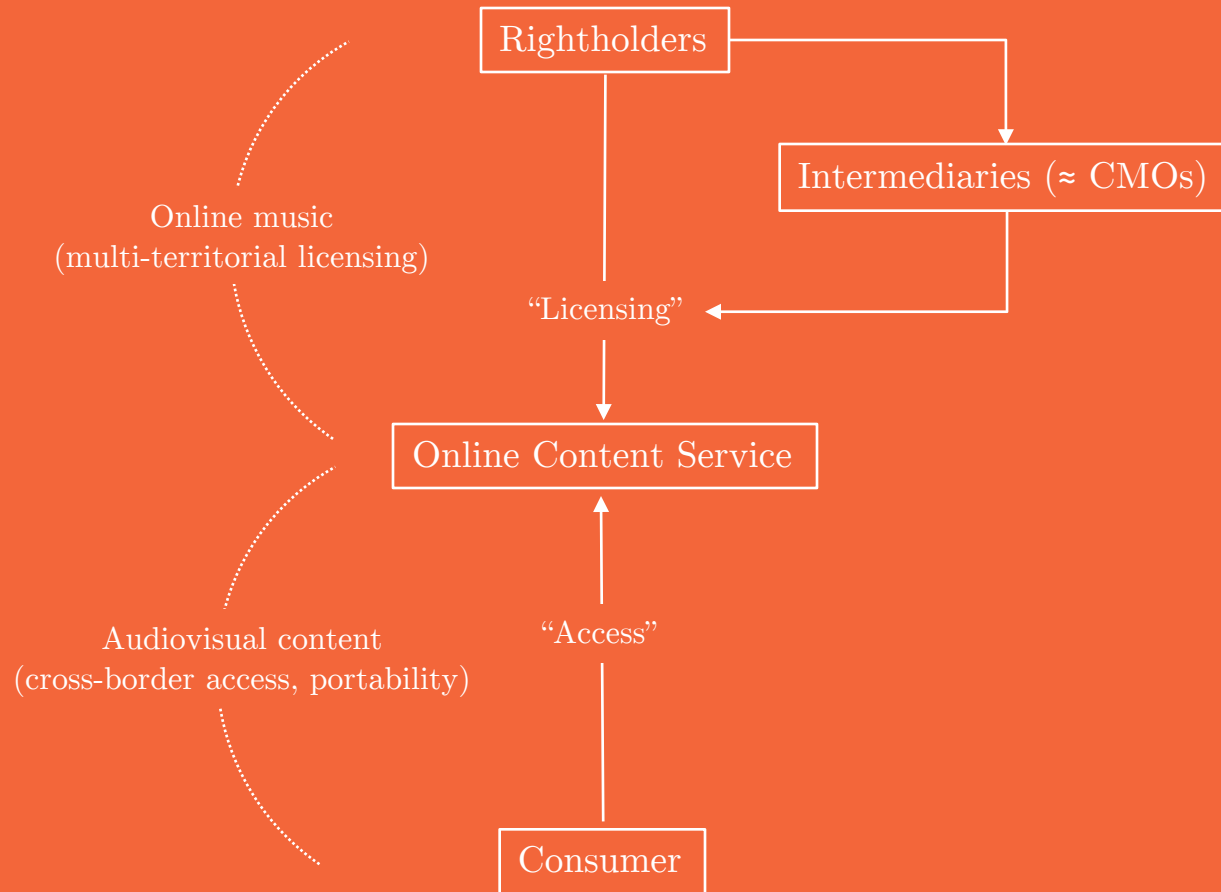 Rightholders
Intermediaries (≈ CMOs)
Online music
(multi-territorial licensing)
“Licensing”
Online Content Service
Audiovisual content
(cross-border access, portability)
“Access”
Consumer